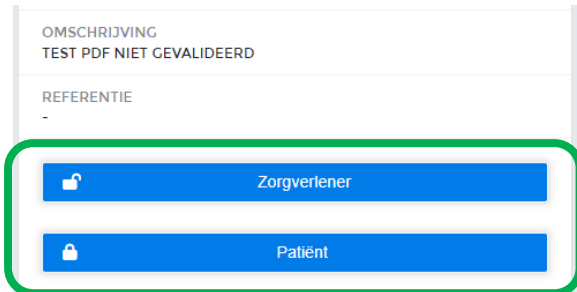 OMSCHRIJVING
TEST PDF NIET GEVALIDEERD
REFERENTIE
-
Zorgverlener
Patiënt